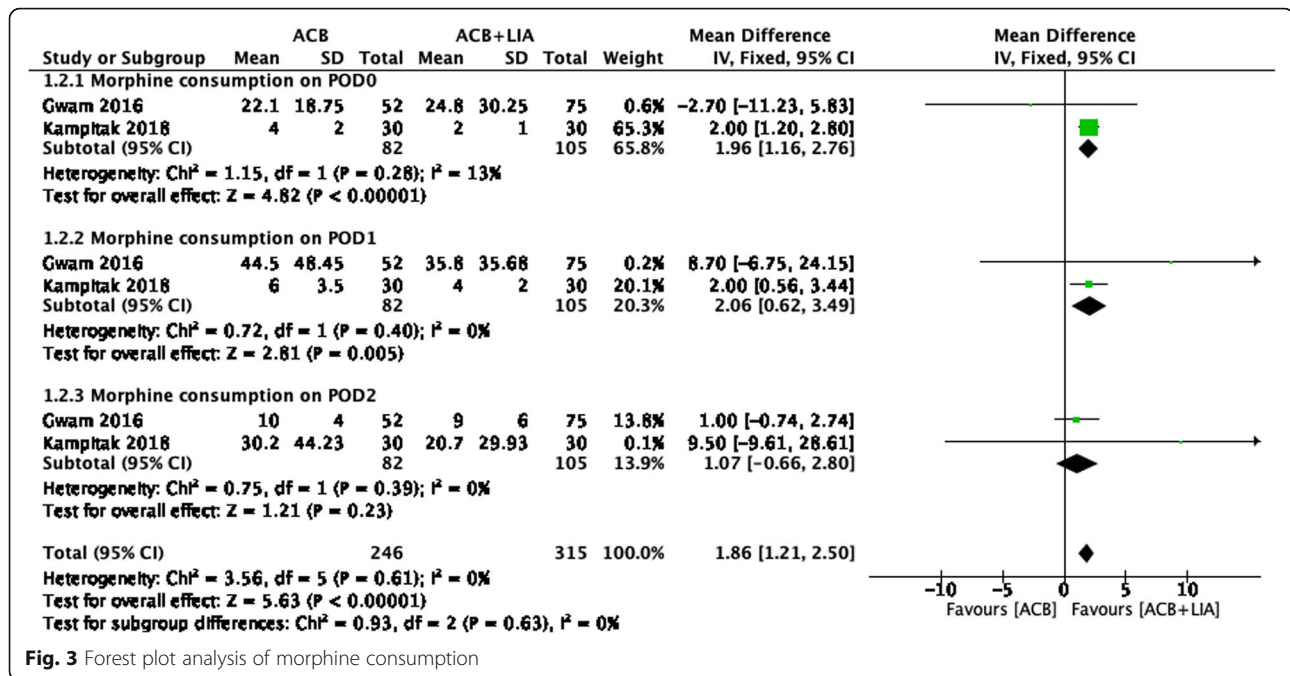 ACB ACB+LIA Mean Difference Mean Difference
Study or Subgroup Mean SD Total Mean SD Total Weight IV, Fixed, 95% CI IV, Fixed, 95% CI
1.2.1 Morphine consumption on POD0
Gwam 2016 22.1 18.75 52 24.8 30.25 75 0.6% -2.70 [-11.23, 5.83]
Kampitak 2018 4 2 30 2 1 30 65.3% 2.00 [1.20, 2.80]
Subtotal (95% CI) 82 105 65.8% 1.96 [1.16, 2.76]
Heterogeneity: Chi² = 1.15, df = 1 (P = 0.28); I² = 13%
Test for overall effect: Z = 4.82 (P < 0.00001)
1.2.2 Morphine consumption on POD1
Gwam 2016 44.5 48.45 52 35.8 35.68 75 0.2% 8.70 [-6.75, 24.15]
Kampitak 2018 6 3.5 30 4 2 30 20.1% 2.00 [0.56, 3.44]
Subtotal (95% CI) 82 105 20.3% 2.06 [0.62, 3.49]
Heterogeneity: Chi² = 0.72, df = 1 (P = 0.40); I² = 0%
Test for overall effect: Z = 2.81 (P = 0.005)
1.2.3 Morphine consumption on POD2
Gwam 2016 10 4 52 9 6 75 13.8% 1.00 [-0.74, 2.74]
Kampitak 2018 30.2 44.23 30 20.7 29.93 30 0.1% 9.50 [-9.61, 28.61]
Subtotal (95% CI) 82 105 13.9% 1.07 [-0.66, 2.80]
Heterogeneity: Chi² = 0.75, df = 1 (P = 0.39); I² = 0%
Test for overall effect: Z = 1.21 (P = 0.23)
Total (95% CI) 246 315 100.0% 1.86 [1.21, 2.50]
Heterogeneity: Chi² = 3.56, df = 5 (P = 0.61); I² = 0%
Test for overall effect: Z = 5.63 (P < 0.00001)
Test for subgroup differences: Chi² = 0.93, df = 2 (P = 0.63), I² = 0%
-10 -5 0 5 10
Favours [ACB] Favours [ACB+LIA]
Fig. 3 Forest plot analysis of morphine consumption